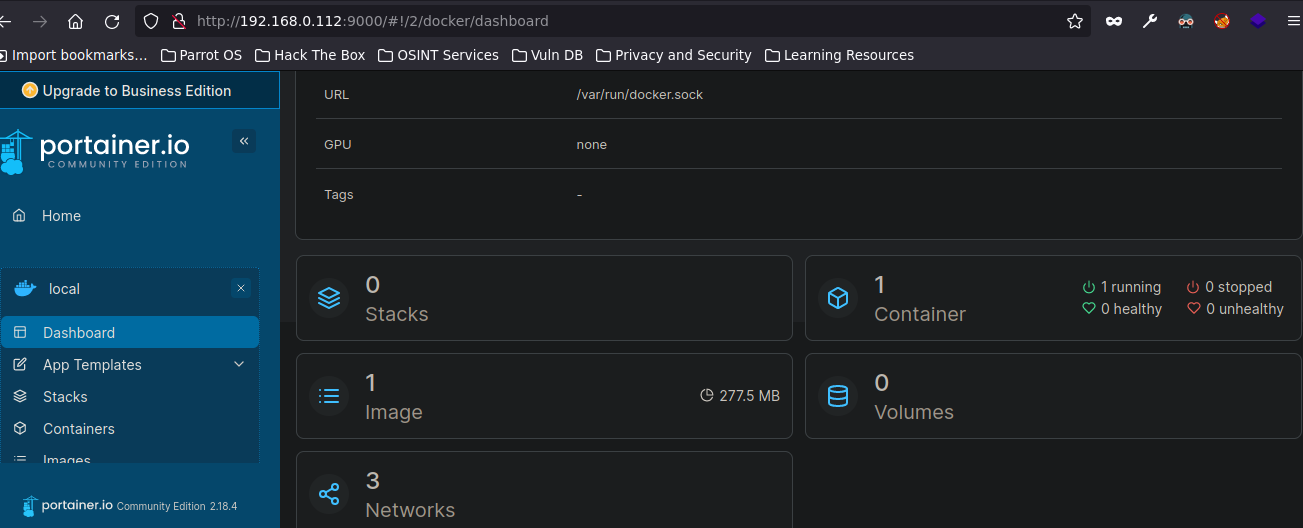 http://192.168.0.112:9000/#!/2/docker/dashboard
Import bookmarks... Parrot OS Hack The Box OSINT Services Vuln DB Privacy and Security Learning Resources
Upgrade to Business Edition
portainer.io
COMMUNITY EDITION
Home
local
Dashboard
App Templates
Stacks
Containers
Images
portainer.io Community Edition 2.18.4
URL /var/run/docker.sock
GPU none
Tags -
0
Stacks
1
Container
1 running 0 stopped
0 healthy 0 unhealthy
1
Image
277.5 MB
0
Volumes
3
Networks